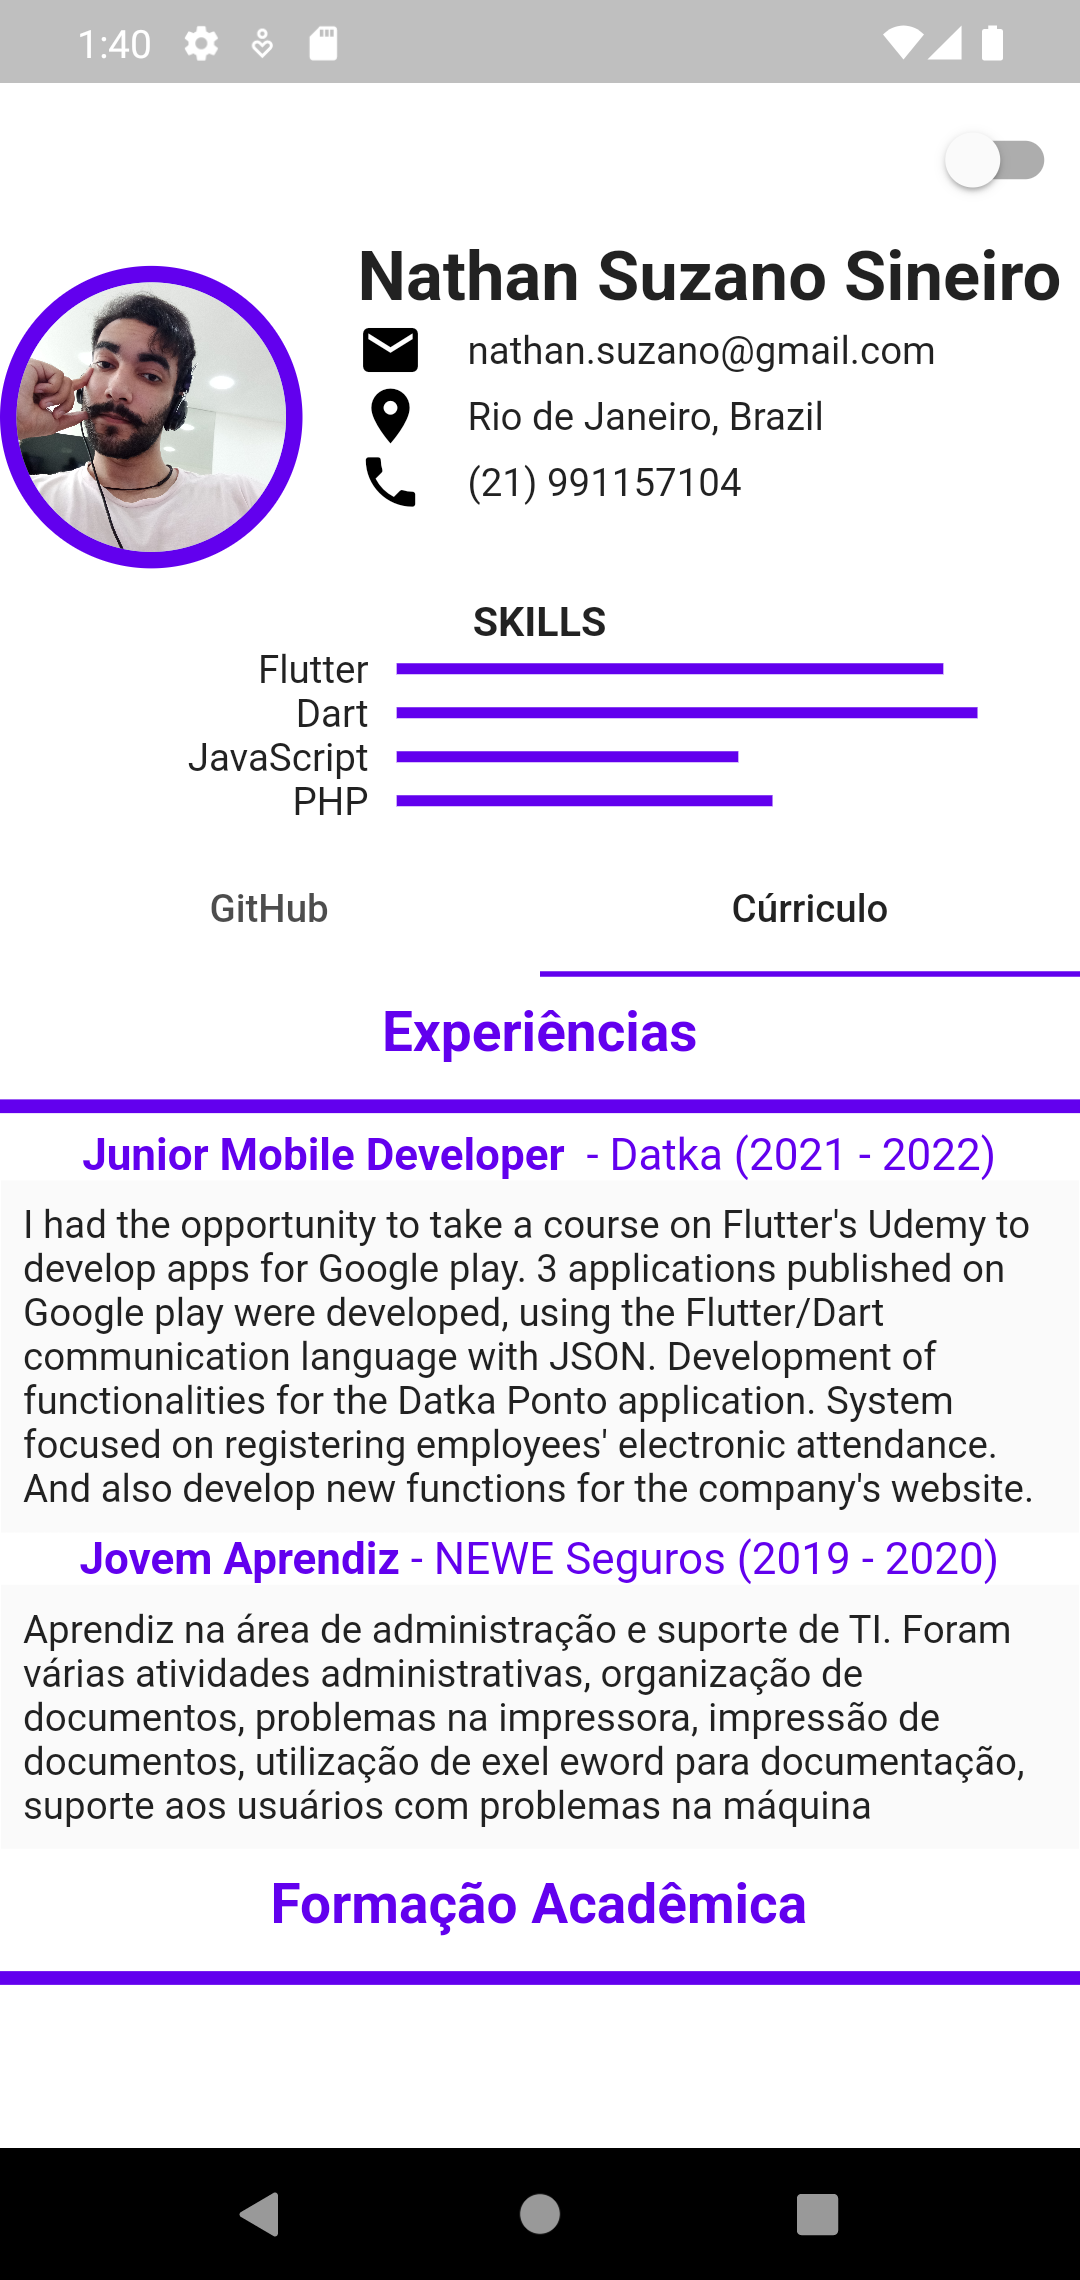 1:40
Nathan Suzano Sineiro
nathan.suzano@gmail.com
Rio de Janeiro, Brazil
(21) 991157104
SKILLS
Flutter
Dart
JavaScript
PHP
GitHub
Cúrriculo
Experiências
Junior Mobile Developer - Datka (2021 - 2022)
I had the opportunity to take a course on Flutter's Udemy to
develop apps for Google play. 3 applications published on
Google play were developed, using the Flutter/Dart
communication language with JSON. Development of
functionalities for the Datka Ponto application. System
focused on registering employees' electronic attendance.
And also develop new functions for the company's website.
Jovem Aprendiz - NEWE Seguros (2019 - 2020)
Aprendiz na área de administração e suporte de TI. Foram
várias atividades administrativas, organização de
documentos, problemas na impressora, impressão de
documentos, utilização de exel eword para documentação,
suporte aos usuários com problemas na máquina
Formação Acadêmica